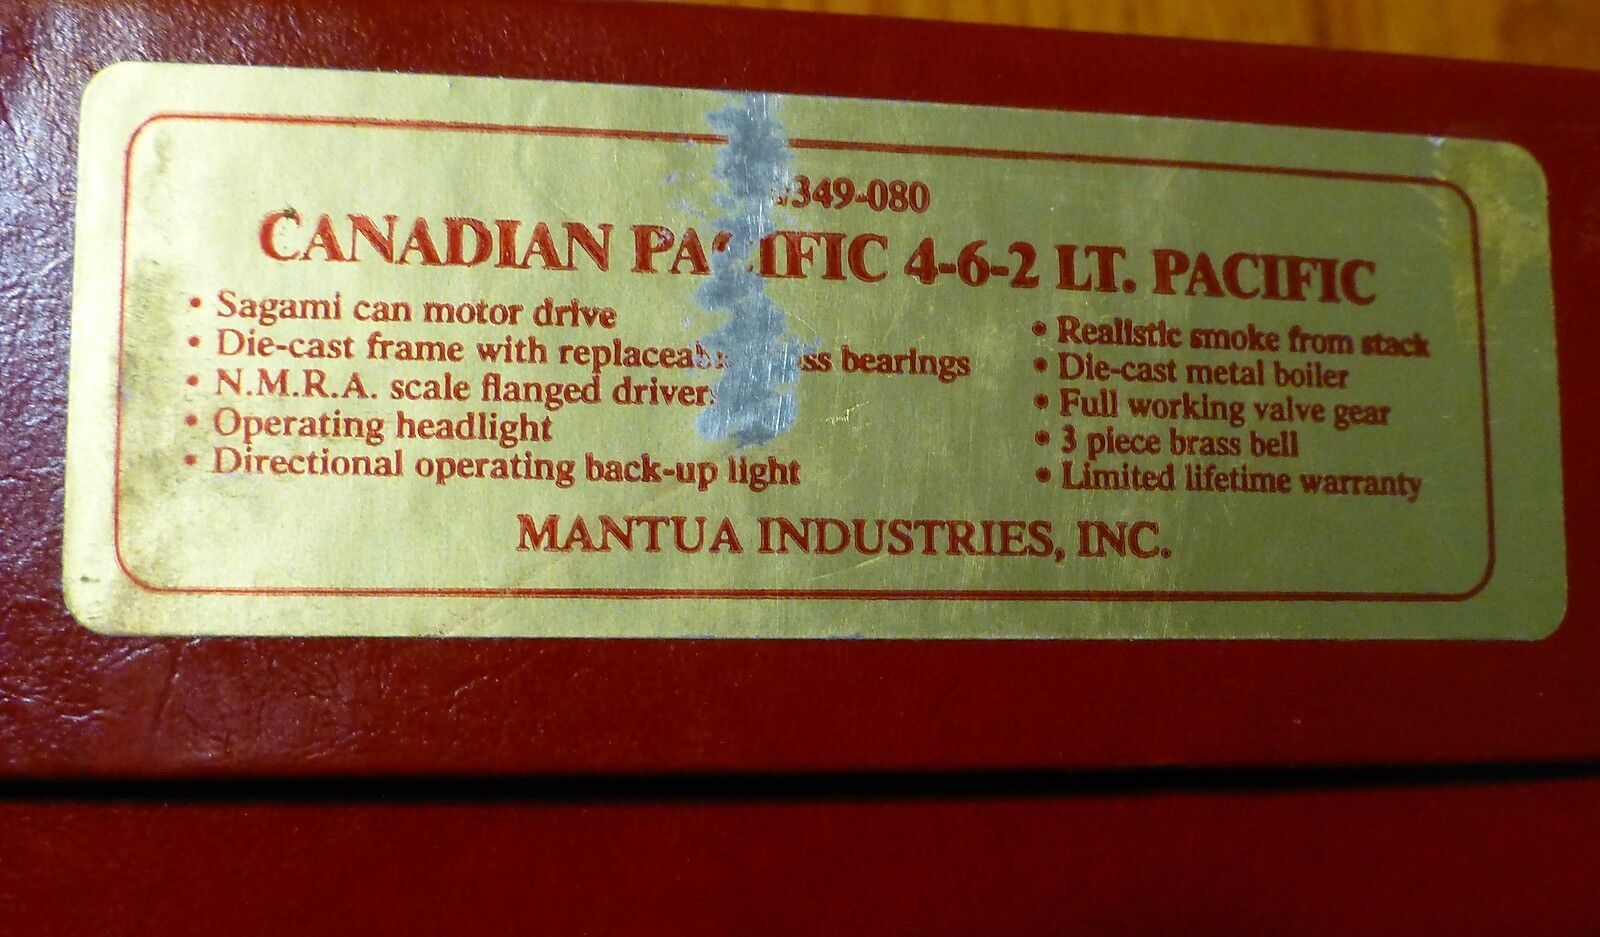 349-080
CANADIAN PACIFIC 4-6-2 LT. PACIFIC
• Sagami can motor drive
• Die-cast frame with replaceable brass bearings
• N.M.R.A. scale flanged drivers
• Operating headlight
• Directional operating back-up light
• Realistic smoke from stack
• Die-cast metal boiler
• Full working valve gear
• 3 piece brass bell
• Limited lifetime warranty
MANTUA INDUSTRIES, INC.